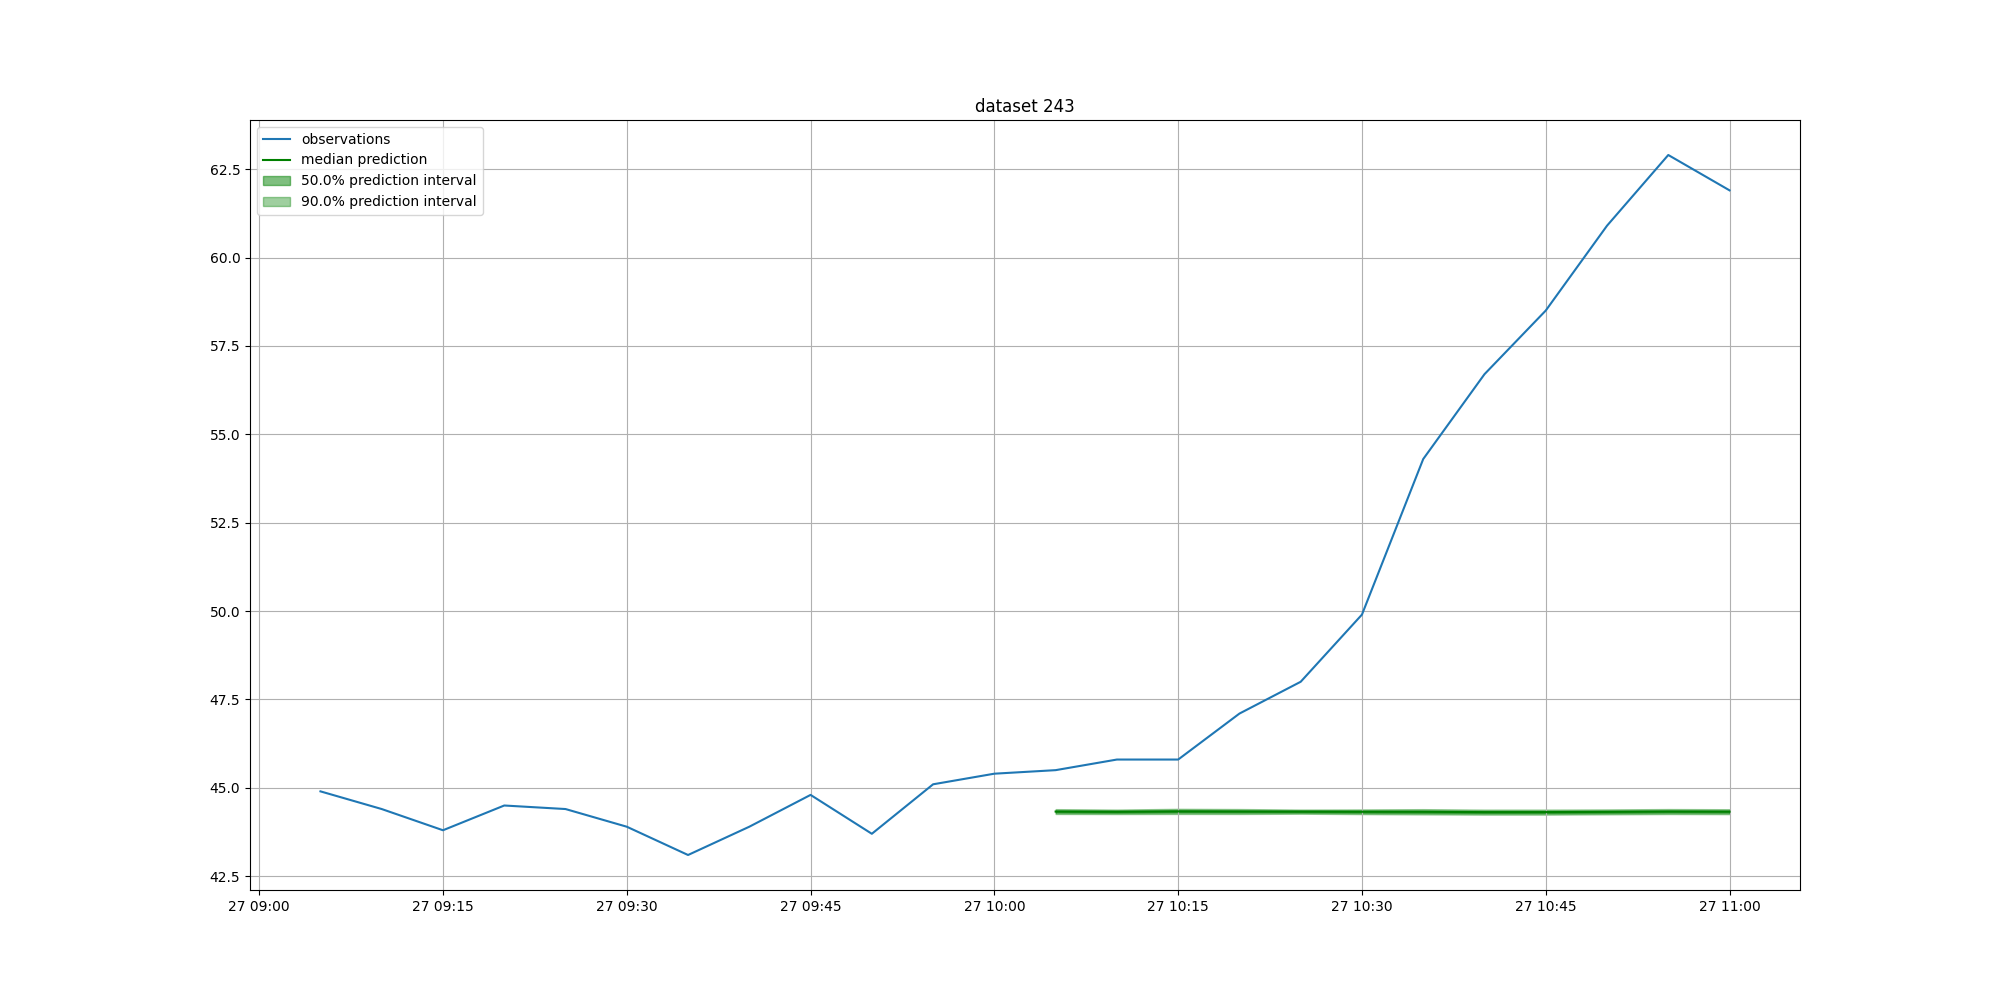 dataset 243
observations
median prediction
50.0% prediction interval
90.0% prediction interval
62.5
60.0
57.5
55.0
52.5
50.0
47.5
45.0
42.5
27 09:00 27 09:15 27 09:30 27 09:45 27 10:00 27 10:15 27 10:30 27 10:45 27 11:00